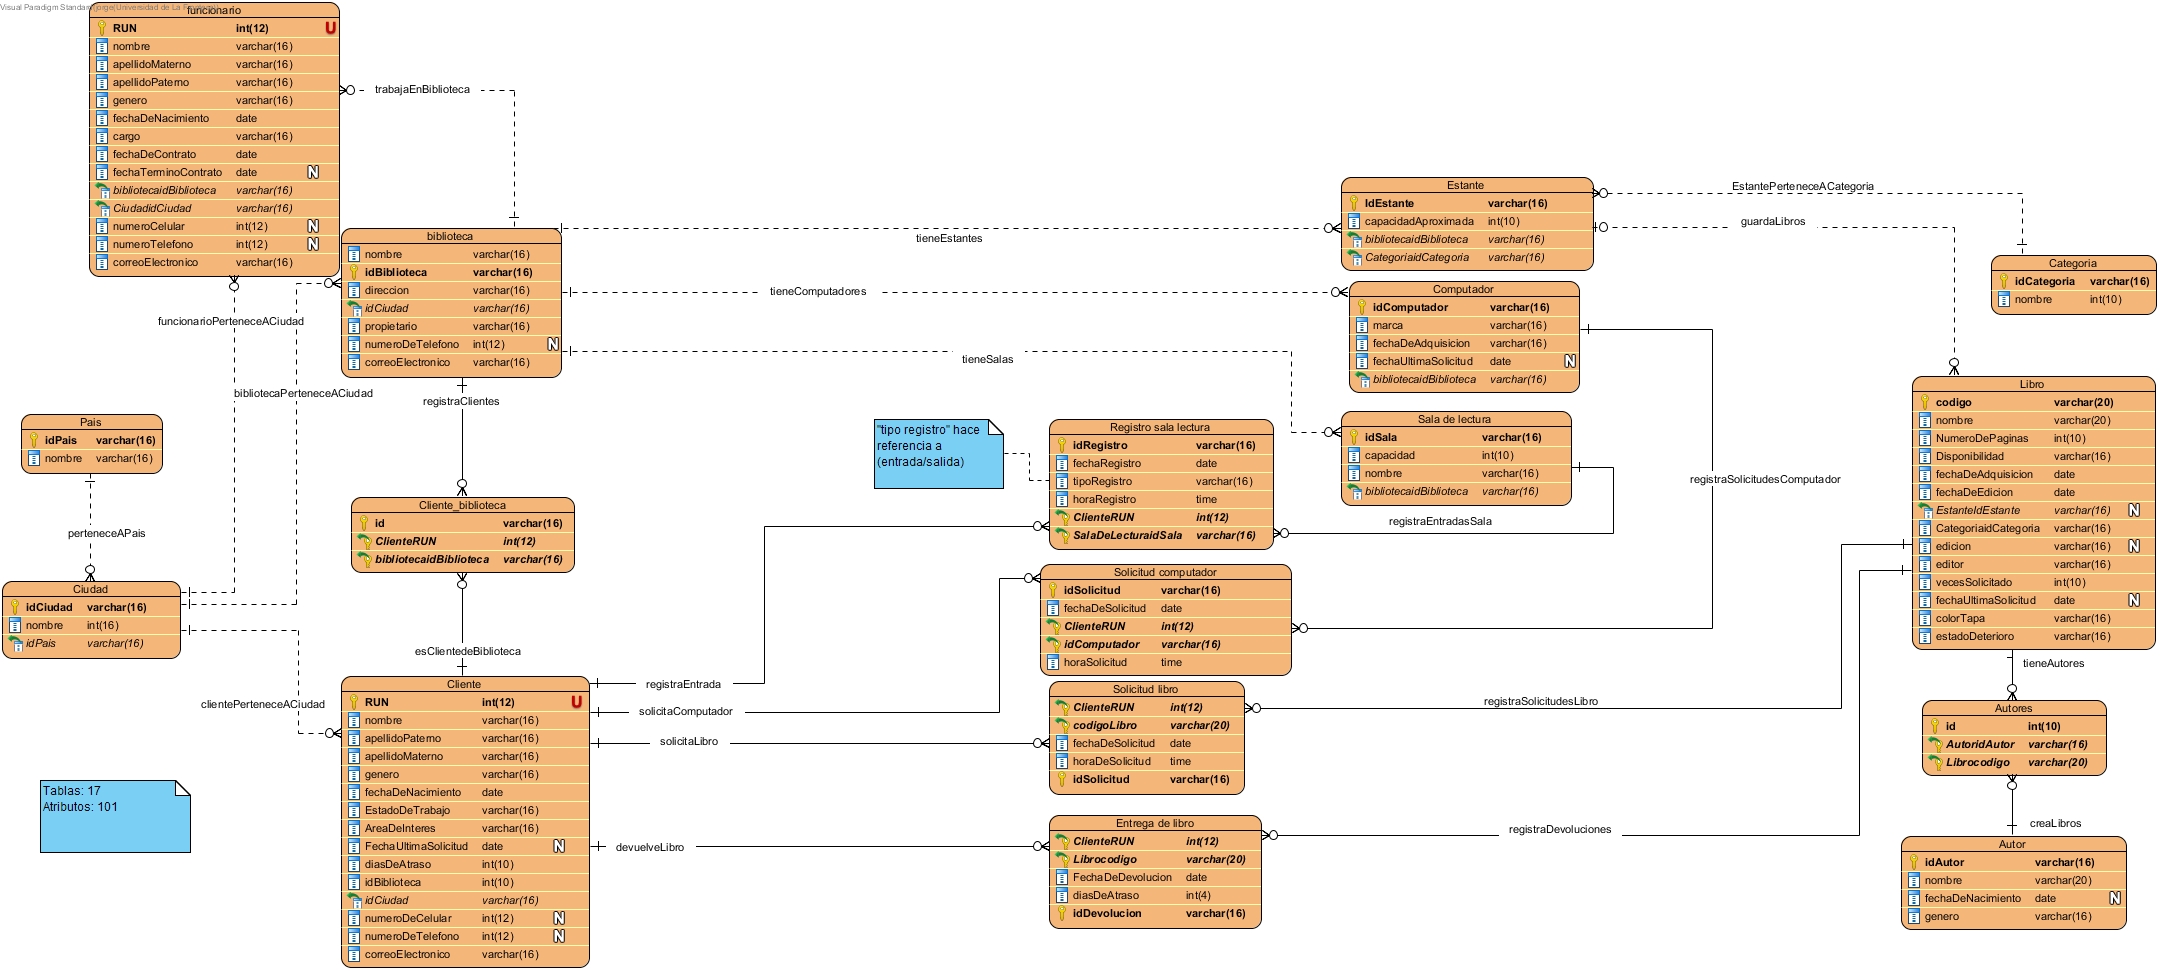 Visual Paradigm Standard(jorge(Universidad de La
funcionario
RUN int(12) U
nombre varchar(16)
apellidoMaterno varchar(16)
apellidoPaterno varchar(16)
genero varchar(16)
fechaDeNacimiento date
cargo varchar(16)
fechaDeContrato date
fechaTerminoContrato date N
bibliotecaidBiblioteca varchar(16)
CiudadidCiudad varchar(16)
numeroCelular int(12) N
numeroTelefono int(12) N
correoElectronico varchar(16)
trabajaEnBiblioteca
biblioteca
nombre varchar(16)
idBiblioteca varchar(16)
direccion varchar(16)
idCiudad varchar(16)
propietario varchar(16)
numeroDeTelefono int(12) N
correoElectronico varchar(16)
tieneEstantes
tieneComputadores
tieneSalas
Estante
IdEstante varchar(16)
capacidadAproximada int(10)
bibliotecaidBiblioteca varchar(16)
CategoriaidCategoria varchar(16)
EstantePerteneceACategoria
guardaLibros
Categoria
idCategoria varchar(16)
nombre int(10)
Computador
idComputador varchar(16)
marca varchar(16)
fechaDeAdquisicion varchar(16)
fechaUltimaSolicitud date N
bibliotecaidBiblioteca varchar(16)
funcionarioPerteneceACiudad
bibliotecaPerteneceACiudad
registraClientes
Pais
idPais varchar(16)
nombre varchar(16)
perteneceAPais
Ciudad
idCiudad varchar(16)
nombre int(16)
idPais varchar(16)
clientePerteneceACiudad
Cliente_biblioteca
id varchar(16)
ClienteRUN int(12)
bibliotecaidBiblioteca varchar(16)
esClientedeBiblioteca
"tipo registro" hace
referencia a
(entrada/salida)
Registro sala lectura
idRegistro varchar(16)
fechaRegistro date
tipoRegistro varchar(16)
horaRegistro time
ClienteRUN int(12)
SalaDeLecturaidSala varchar(16)
Sala de lectura
idSala varchar(16)
capacidad int(10)
nombre varchar(16)
bibliotecaidBiblioteca varchar(16)
registraEntradasSala
registraSolicitudesComputador
Libro
codigo varchar(20)
nombre varchar(20)
NumeroDePaginas int(10)
Disponibilidad varchar(16)
fechaDeAdquisicion date
fechaDeEdicion date
EstanteIdEstante varchar(16) N
CategoriaidCategoria varchar(16)
edicion varchar(16) N
editor varchar(16)
vecesSolicitado int(10)
fechaUltimaSolicitud date N
colorTapa varchar(16)
estadoDeterioro varchar(16)
tieneAutores
Solicitud computador
idSolicitud varchar(16)
fechaDeSolicitud date
ClienteRUN int(12)
idComputador varchar(16)
horaSolicitud time
Cliente
RUN int(12) U
nombre varchar(16)
apellidoPaterno varchar(16)
apellidoMaterno varchar(16)
genero varchar(16)
fechaDeNacimiento date
EstadoDeTrabajo varchar(16)
AreaDeInteres varchar(16)
FechaUltimaSolicitud date N
diasDeAtraso int(10)
idBiblioteca int(10)
idCiudad varchar(16)
numeroDeCelular int(12) N
numeroDeTelefono int(12) N
correoElectronico varchar(16)
registraEntrada
solicitaComputador
solicitaLibro
devuelveLibro
Solicitud libro
ClienteRUN int(12)
codigoLibro varchar(20)
fechaDeSolicitud date
horaDeSolicitud time
idSolicitud varchar(16)
registraSolicitudesLibro
Autores
id int(10)
AutoridAutor varchar(16)
Librocodigo varchar(20)
creaLibros
Entrega de libro
ClienteRUN int(12)
Librocodigo varchar(20)
FechaDeDevolucion date
diasDeAtraso int(4)
idDevolucion varchar(16)
registraDevoluciones
Autor
idAutor varchar(16)
nombre varchar(20)
fechaDeNacimiento date N
genero varchar(16)
Tablas: 17
Atributos: 101